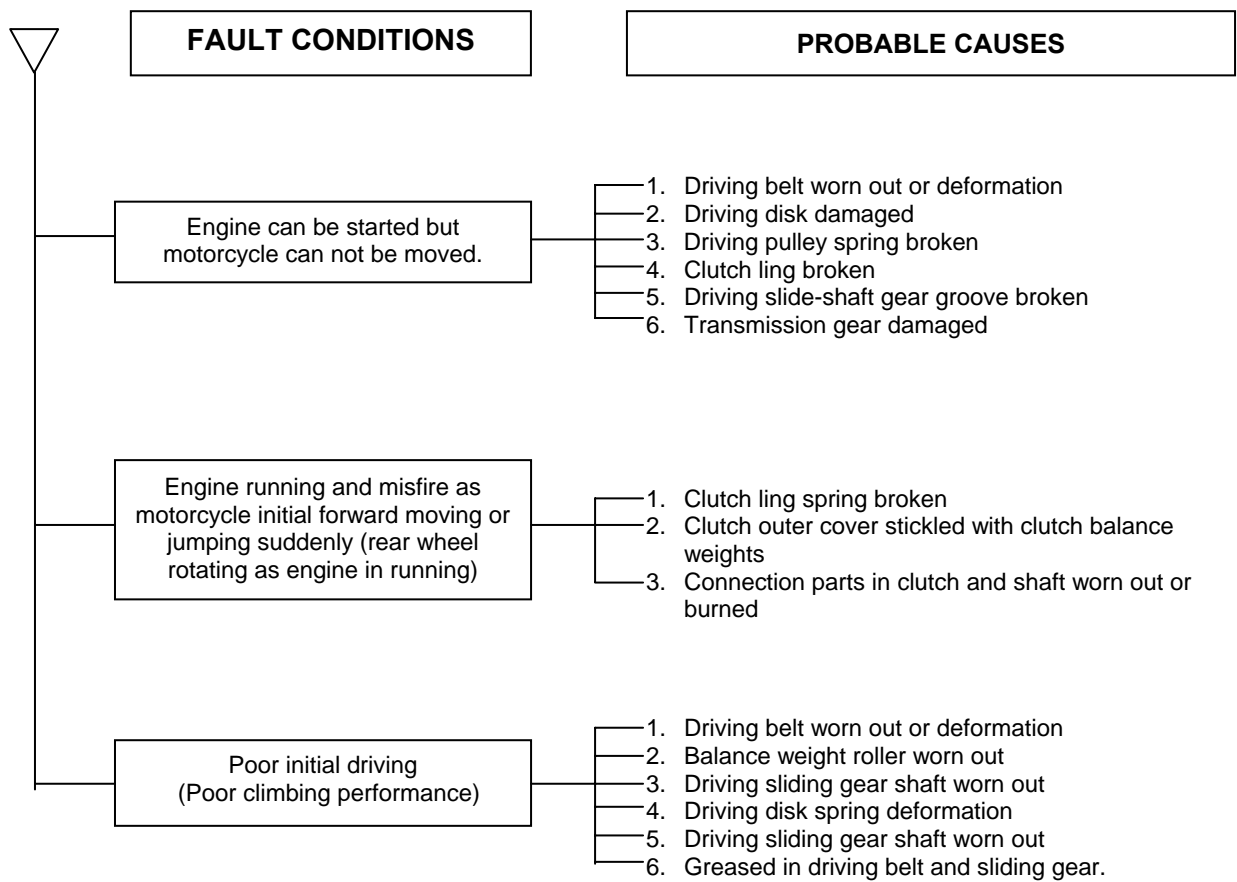 FAULT CONDITIONS
PROBABLE CAUSES
Engine can be started but
motorcycle can not be moved.
1. Driving belt worn out or deformation
2. Driving disk damaged
3. Driving pulley spring broken
4. Clutch ling broken
5. Driving slide-shaft gear groove broken
6. Transmission gear damaged
Engine running and misfire as
motorcycle initial forward moving or
jumping suddenly (rear wheel
rotating as engine in running)
1. Clutch ling spring broken
2. Clutch outer cover stickled with clutch balance
weights
3. Connection parts in clutch and shaft worn out or
burned
Poor initial driving
(Poor climbing performance)
1. Driving belt worn out or deformation
2. Balance weight roller worn out
3. Driving sliding gear shaft worn out
4. Driving disk spring deformation
5. Driving sliding gear shaft worn out
6. Greased in driving belt and sliding gear.